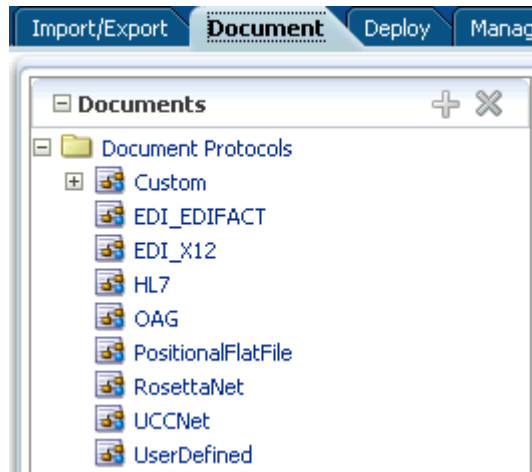 Import/Export Document Deploy Manag
Documents
Document Protocols
Custom
EDI_EDIFACT
EDI_X12
HL7
OAG
PositionalFlatFile
RosettaNet
UCCNet
UserDefined